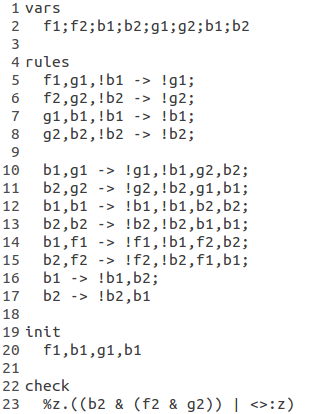 1 vars
2 f1;f2;b1;b2;g1;g2;b1;b2
3
4 rules
5 f1,g1,!b1 -> !g1;
6 f2,g2,!b2 -> !g2;
7 g1,b1,!b1 -> !b1;
8 g2,b2,!b2 -> !b2;
9
10 b1,g1 -> !g1,!b1,g2,b2;
11 b2,g2 -> !g2,!b2,g1,b1;
12 b1,b1 -> !b1,!b1,b2,b2;
13 b2,b2 -> !b2,!b2,b1,b1;
14 b1,f1 -> !f1,!b1,f2,b2;
15 b2,f2 -> !f2,!b2,f1,b1;
16 b1 -> !b1,b2;
17 b2 -> !b2,b1
18
19 init
20 f1,b1,g1,b1
21
22 check
23 %z.((b2 & (f2 & g2)) | <>:z)